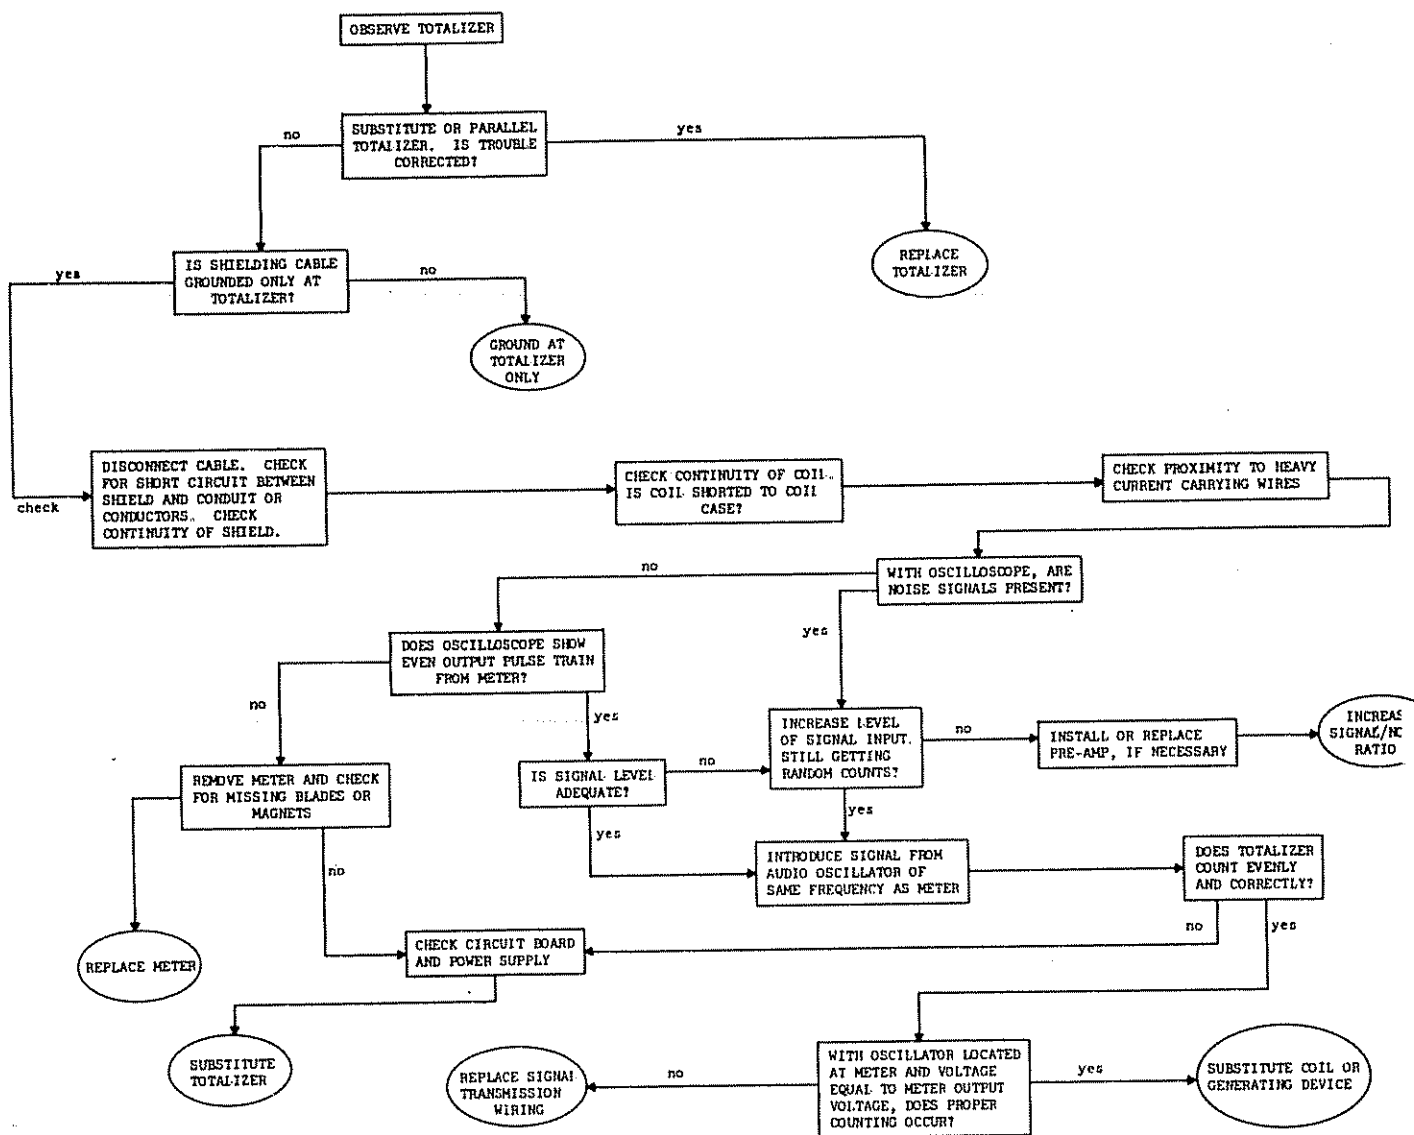 OBSERVE TOTALIZER
no
SUBSTITUTE OR PARALLEL
TOTALIZER. IS TROUBLE
CORRECTED?
yes
yes
IS SHIELDING CABLE
GROUNDED ONLY AT
TOTALIZER?
no
REPLACE
TOTALIZER
GROUND AT
TOTALIZER
ONLY
check
DISCONNECT CABLE. CHECK
FOR SHORT CIRCUIT BETWEEN
SHIELD AND CONDUIT OR
CONDUCTORS. CHECK
CONTINUITY OF SHIELD.
CHECK CONTINUITY OF COIL.
IS COIL SHORTED TO COIL
CASE?
CHECK PROXIMITY TO HEAVY
CURRENT CARRYING WIRES
no
WITH OSCILLOSCOPE, ARE
NOISE SIGNALS PRESENT?
yes
DOES OSCILLOSCOPE SHOW
EVEN OUTPUT PULSE TRAIN
FROM METER?
no
yes
INCREASE LEVEL
OF SIGNAL INPUT.
STILL GETTING
RANDOM COUNTS?
no
INSTALL OR REPLACE
PRE-AMP, IF NECESSARY
INCREAS
SIGNAL/NO
RATIO
REMOVE METER AND CHECK
FOR MISSING BLADES OR
MAGNETS
IS SIGNAL LEVEL
ADEQUATE?
no
yes
yes
no
INTRODUCE SIGNAL FROM
AUDIO OSCILLATOR OF
SAME FREQUENCY AS METER
DOES TOTALIZER
COUNT EVENLY
AND CORRECTLY?
no
yes
REPLACE METER
CHECK CIRCUIT BOARD
AND POWER SUPPLY
SUBSTITUTE
TOTALIZER
REPLACE SIGNAL
TRANSMISSION
WIRING
no
WITH OSCILLATOR LOCATED
AT METER AND VOLTAGE
EQUAL TO METER OUTPUT
VOLTAGE, DOES PROPER
COUNTING OCCUR?
yes
SUBSTITUTE COIL OR
GENERATING DEVICE